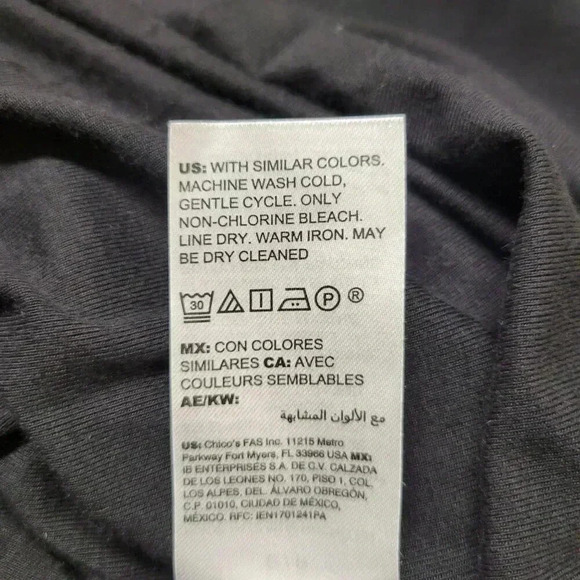 US: WITH SIMILAR COLORS.
MACHINE WASH COLD,
GENTLE CYCLE. ONLY
NON-CHLORINE BLEACH.
LINE DRY. WARM IRON. MAY
BE DRY CLEANED
30 P ®
MX: CON COLORES
SIMILARES CA: AVEC
COULEURS SEMBLABLES
AE/KW:
مع الألوان المشابهة
US: Chico's FAS Inc. 11215 Metro
Parkway Fort Myers, FL 33966 USA MX:
IB ENTERPRISES S.A. DE C.V. CALZADA
DE LOS LEONES NO. 170, PISO 1, COL.
LOS ALPES, DEL. ÁLVARO OBREGÓN,
C.P. 01010, CIUDAD DE MÉXICO,
MÉXICO. RFC: IEN1701241PA